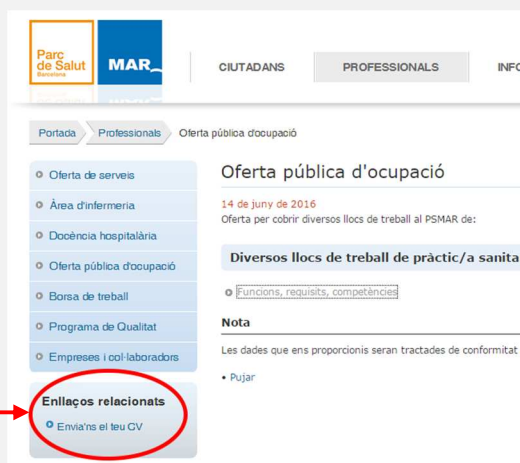 Parc
de Salut
Barcelona
MAR
CIUTADANS
PROFESSIONALS
Portada
Professionals
Oferta pública d'ocupació
Oferta de serveis
Àrea d'infermeria
Docència hospitalària
Oferta pública d'ocupació
Borsa de treball
Programa de Qualitat
Empreses i col·laboradors
Enllaços relacionats
Envia'ns el teu CV
Oferta pública d'ocupació
14 de juny de 2016
Oferta per cobrir diversos llocs de treball al PSMAR de:
Diversos llocs de treball de pràctic/a
Funcions, requisits, competències
Nota
Les dades que ens proporcionis seran tractades de conformitat
• Pujar